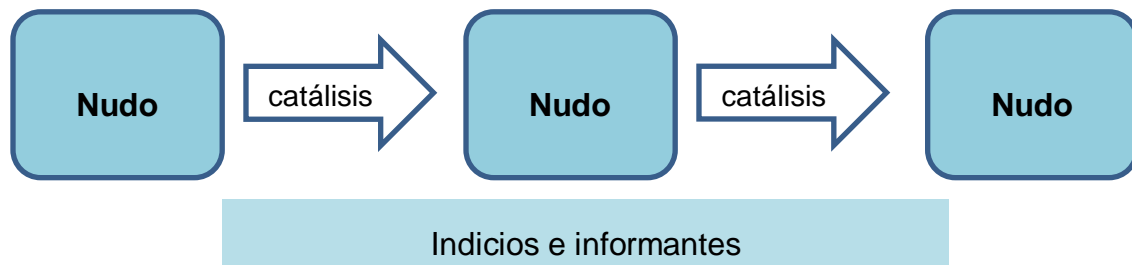 Nudo
catálisis
Nudo
catálisis
Nudo
Indicios e informantes